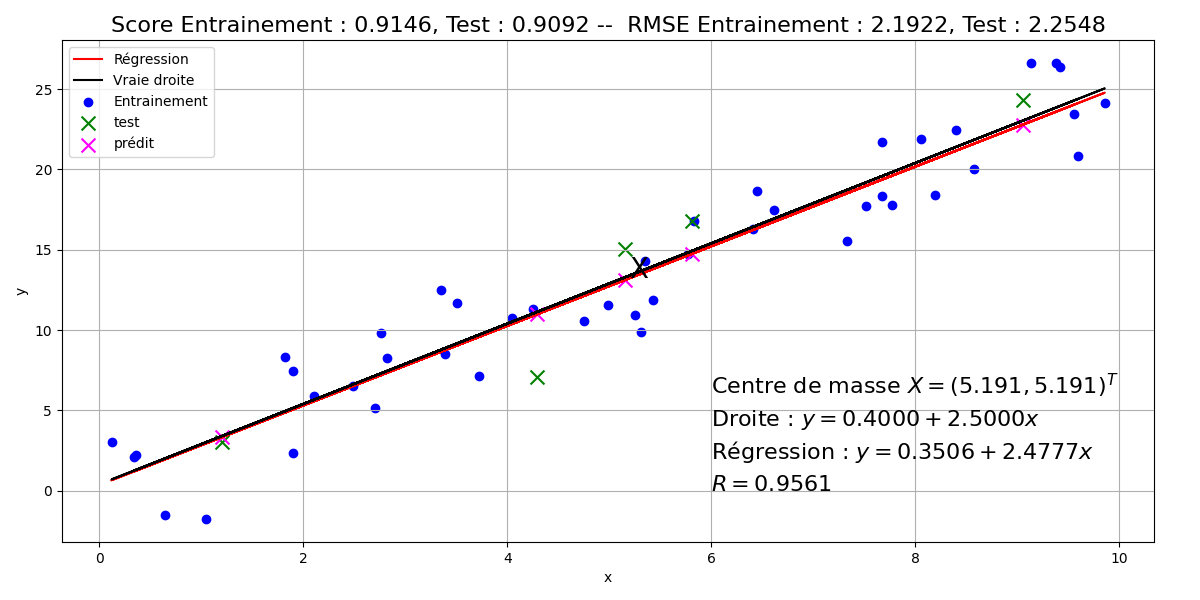 Score Entrainement : 0.9146, Test : 0.9092 --  RMSE Entrainement : 2.1922, Test : 2.2548
Régression
Vraie droite
Entrainement
test
prédit
25
20
15
10
5
0
y
X
Centre de masse X = (5.191, 5.191)^T
Droite : y = 0.4000 + 2.5000x
Régression : y = 0.3506 + 2.4777x
R = 0.9561
0 2 4 6 8 10
x